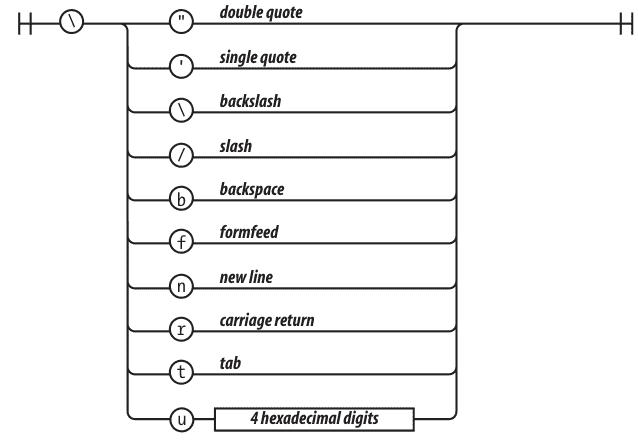 \ " double quote
' single quote
\ backslash
/ slash
b backspace
f formfeed
n new line
r carriage return
t tab
u 4 hexadecimal digits